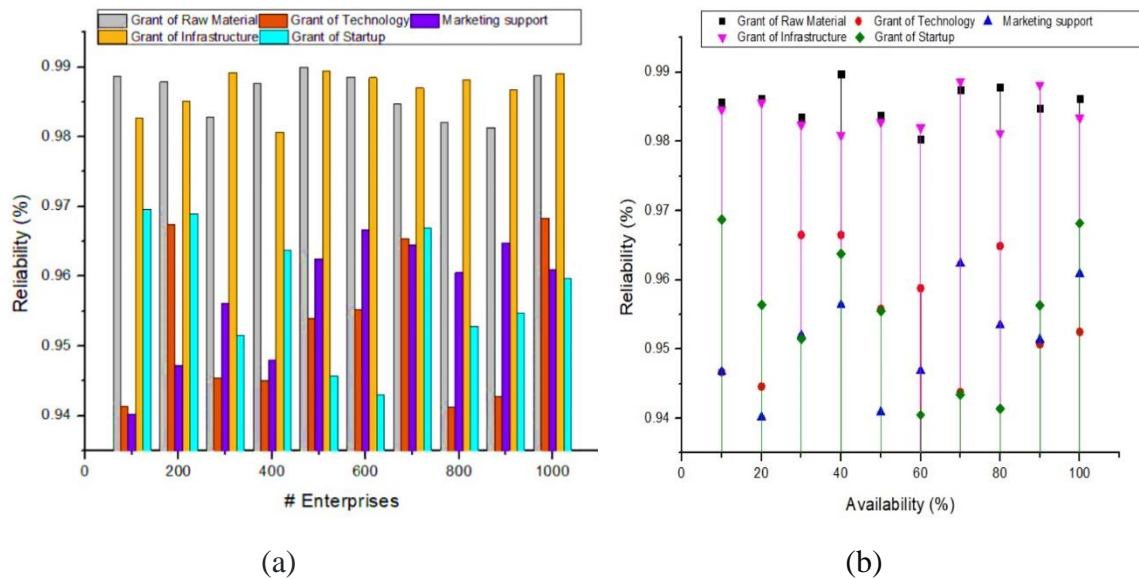 Grant of Raw Material Grant of Technology Marketing support
Grant of Infrastructure Grant of Startup
0.99
0.98
0.97
0.96
0.95
0.94
Reliability (%)
0 200 400 600 800 1000
# Enterprises
(a)
Grant of Raw Material Grant of Technology Marketing support
Grant of Infrastructure Grant of Startup
0.99
0.98
0.97
0.96
0.95
0.94
Reliability (%)
0 20 40 60 80 100
Availability (%)
(b)